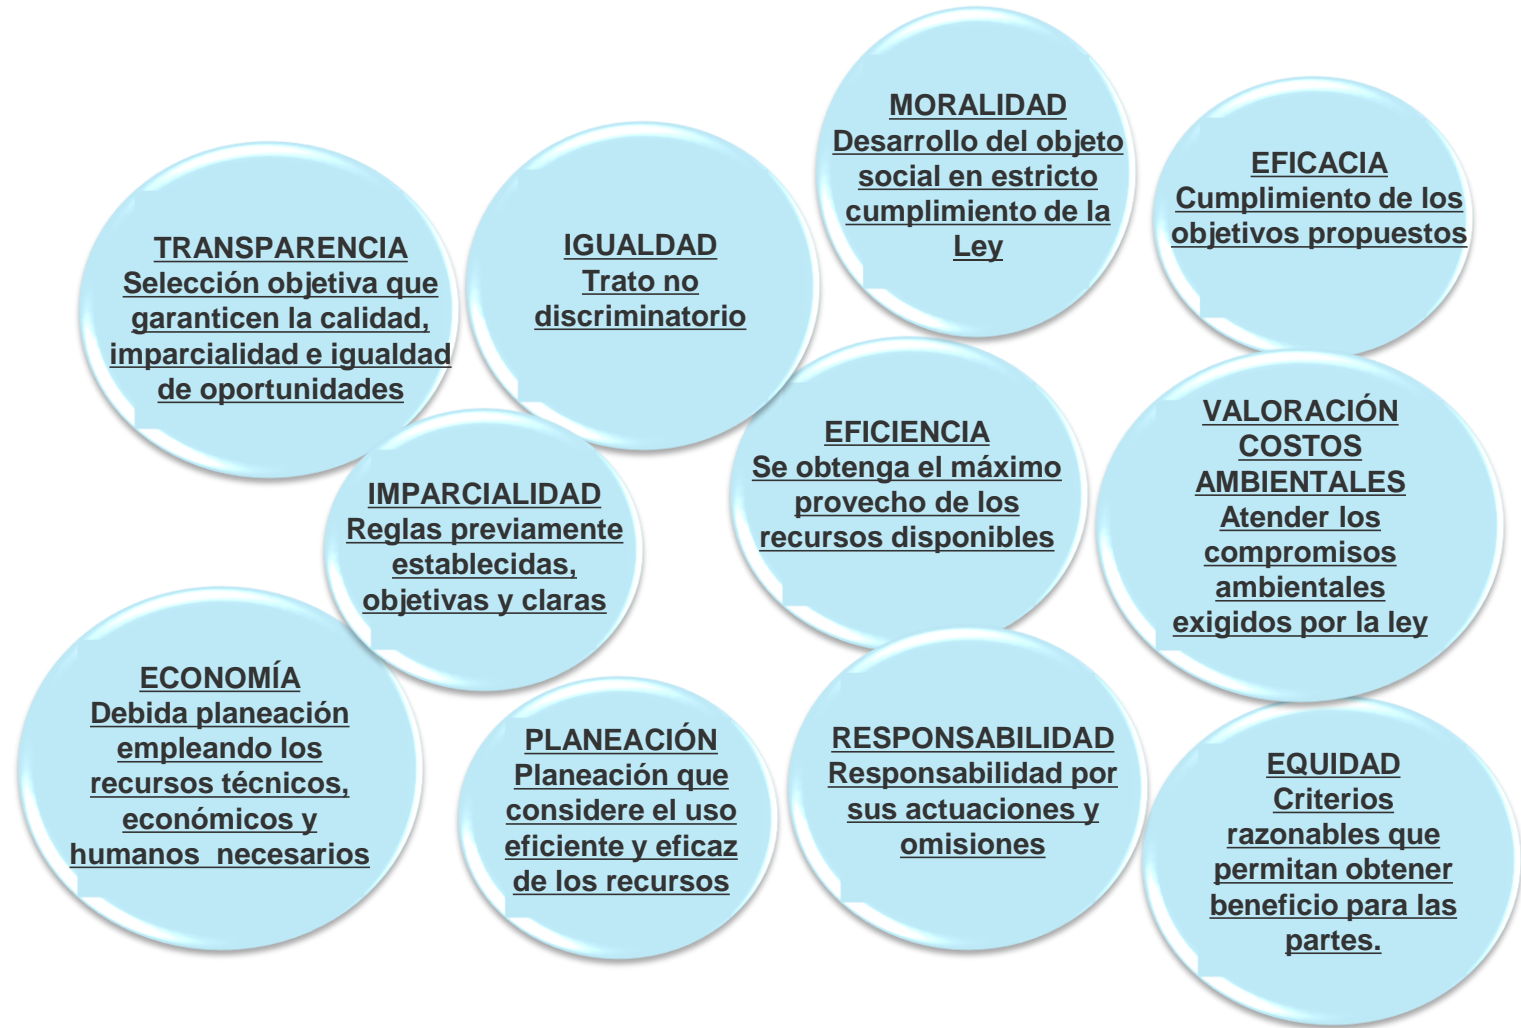 MORALIDAD
Desarrollo del objeto
social en estricto
cumplimiento de la
Ley
EFICACIA
Cumplimiento de los
objetivos propuestos
TRANSPARENCIA
Selección objetiva que
garanticen la calidad,
imparcialidad e igualdad
de oportunidades
IGUALDAD
Trato no
discriminatorio
EFICIENCIA
Se obtenga el máximo
provecho de los
recursos disponibles
VALORACIÓN
COSTOS
AMBIENTALES
Atender los
compromisos
ambientales
exigidos por la ley
IMPARCIALIDAD
Reglas previamente
establecidas,
objetivas y claras
ECONOMÍA
Debida planeación
empleando los
recursos técnicos,
económicos y
humanos  necesarios
PLANEACIÓN
Planeación que
considere el uso
eficiente y eficaz
de los recursos
RESPONSABILIDAD
Responsabilidad por
sus actuaciones y
omisiones
EQUIDAD
Criterios
razonables que
permitan obtener
beneficio para las
partes.